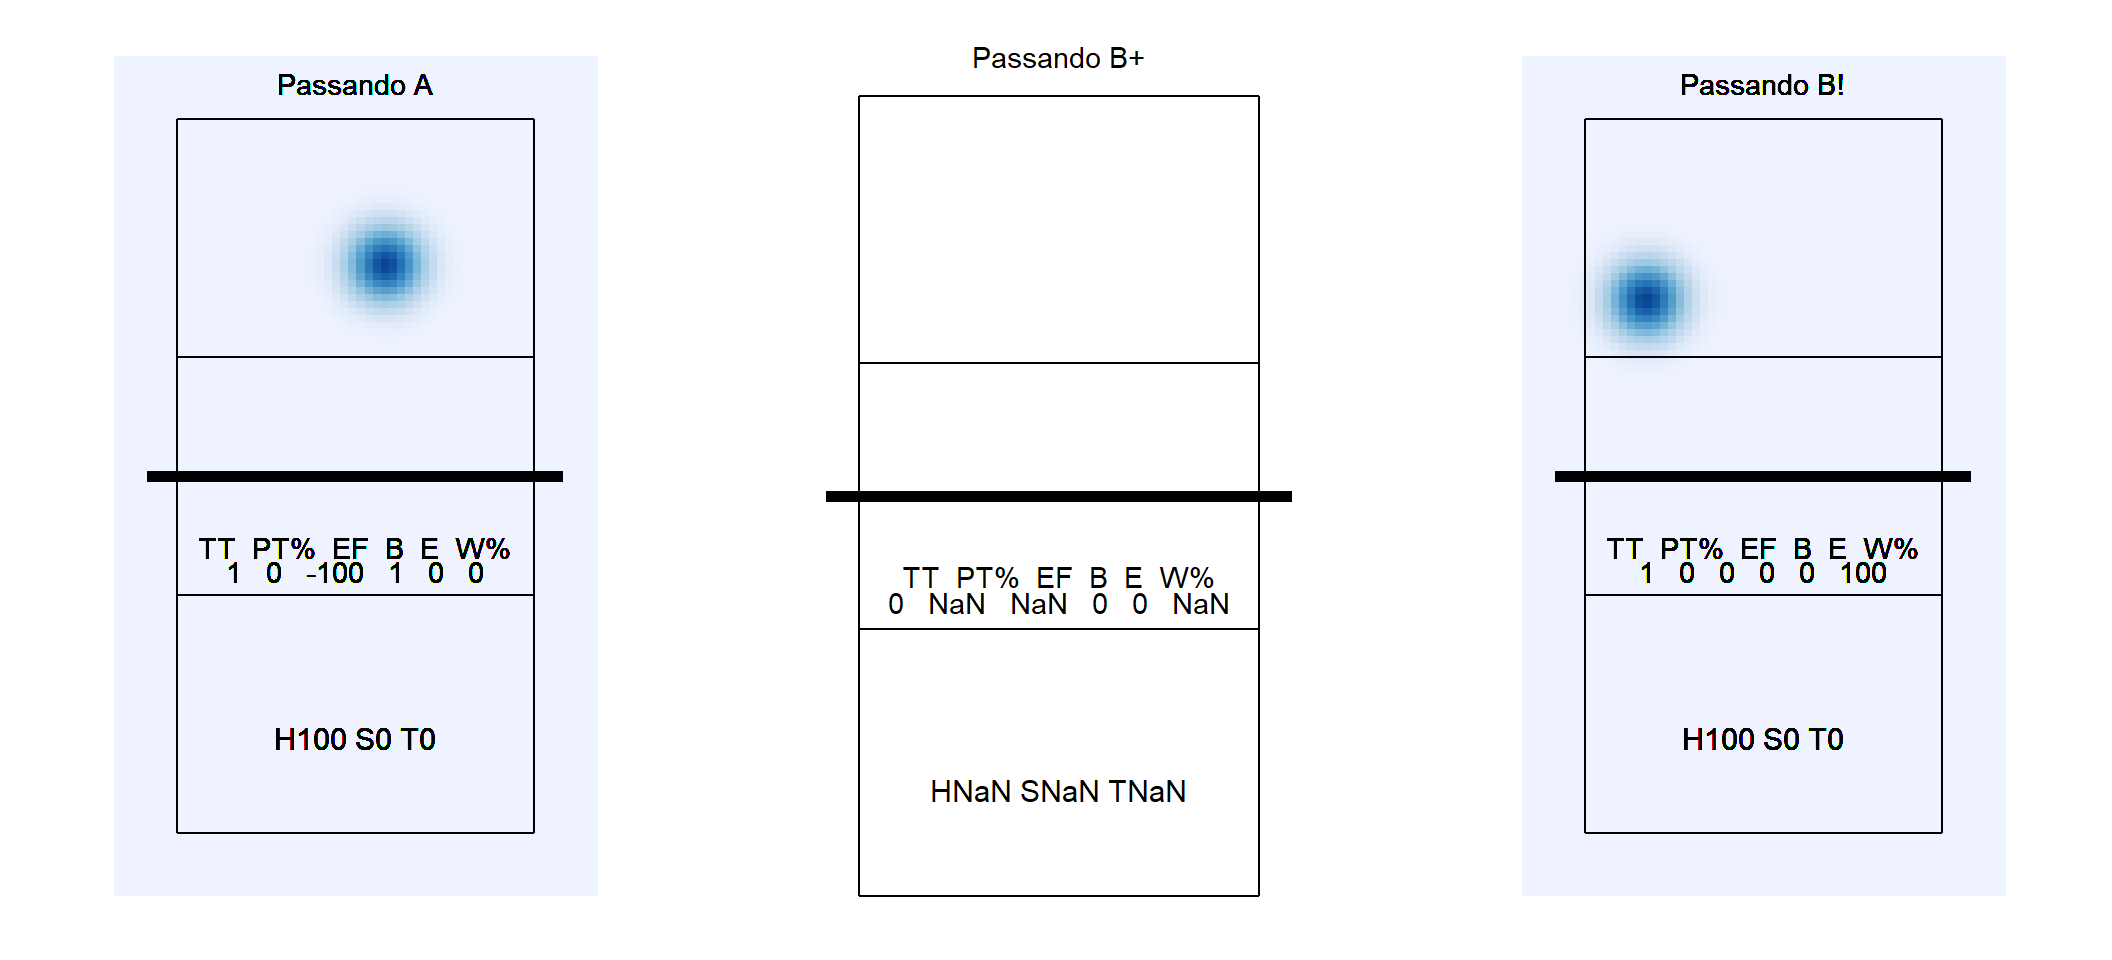 Passando A
TT PT% EF B E W%
1 0 -100 1 0 0
H100 S0 T0
Passando B+
TT PT% EF B E W%
0 NaN NaN 0 0 NaN
HNaN SNaN TNaN
Passando B!
TT PT% EF B E W%
1 0 0 0 0 100
H100 S0 T0